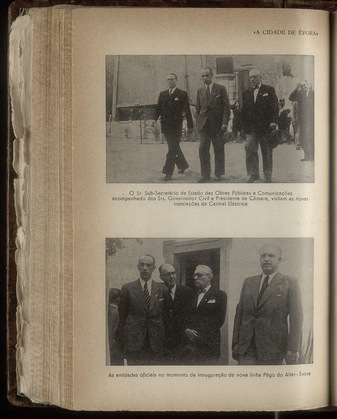 «A CIDADE DE ÉVORA»
O Sr. Sub-Secretário de Estado das Obras Públicas e Comunicações
acompanhado dos Srs. Governador Civil e Presidente da Câmara, visitam as novas
instalações da Central Eléctrica
As entidades oficiais no momento da inauguração da nova linha Pêgo do Altar-Évora